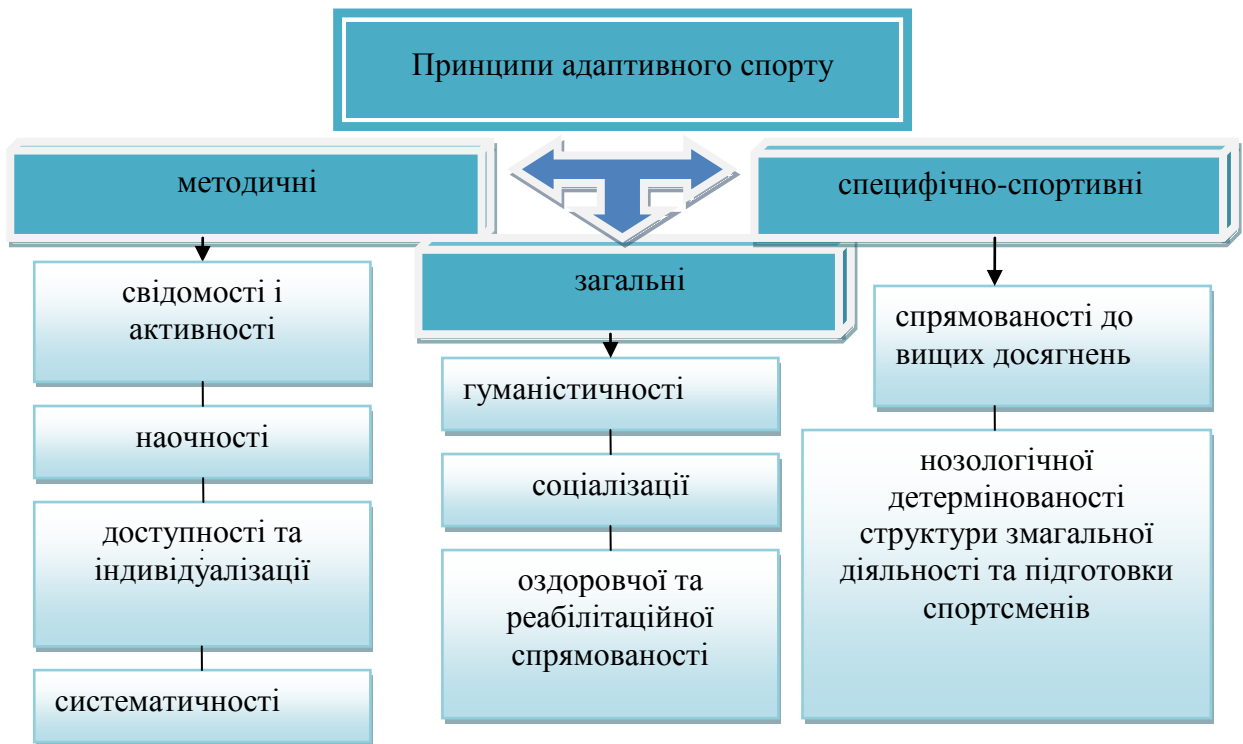 Принципи адаптивного спорту
методичні
свідомості і
активності
наочності
доступності та
індивідуалізації
систематичності
загальні
гуманістичності
соціалізації
оздоровчої та
реабілітаційної
спрямованості
специфічно-спортивні
спрямованості до
вищих досягнень
нозологічної
детермінованості
структури змагальної
діяльності та підготовки
спортсменів